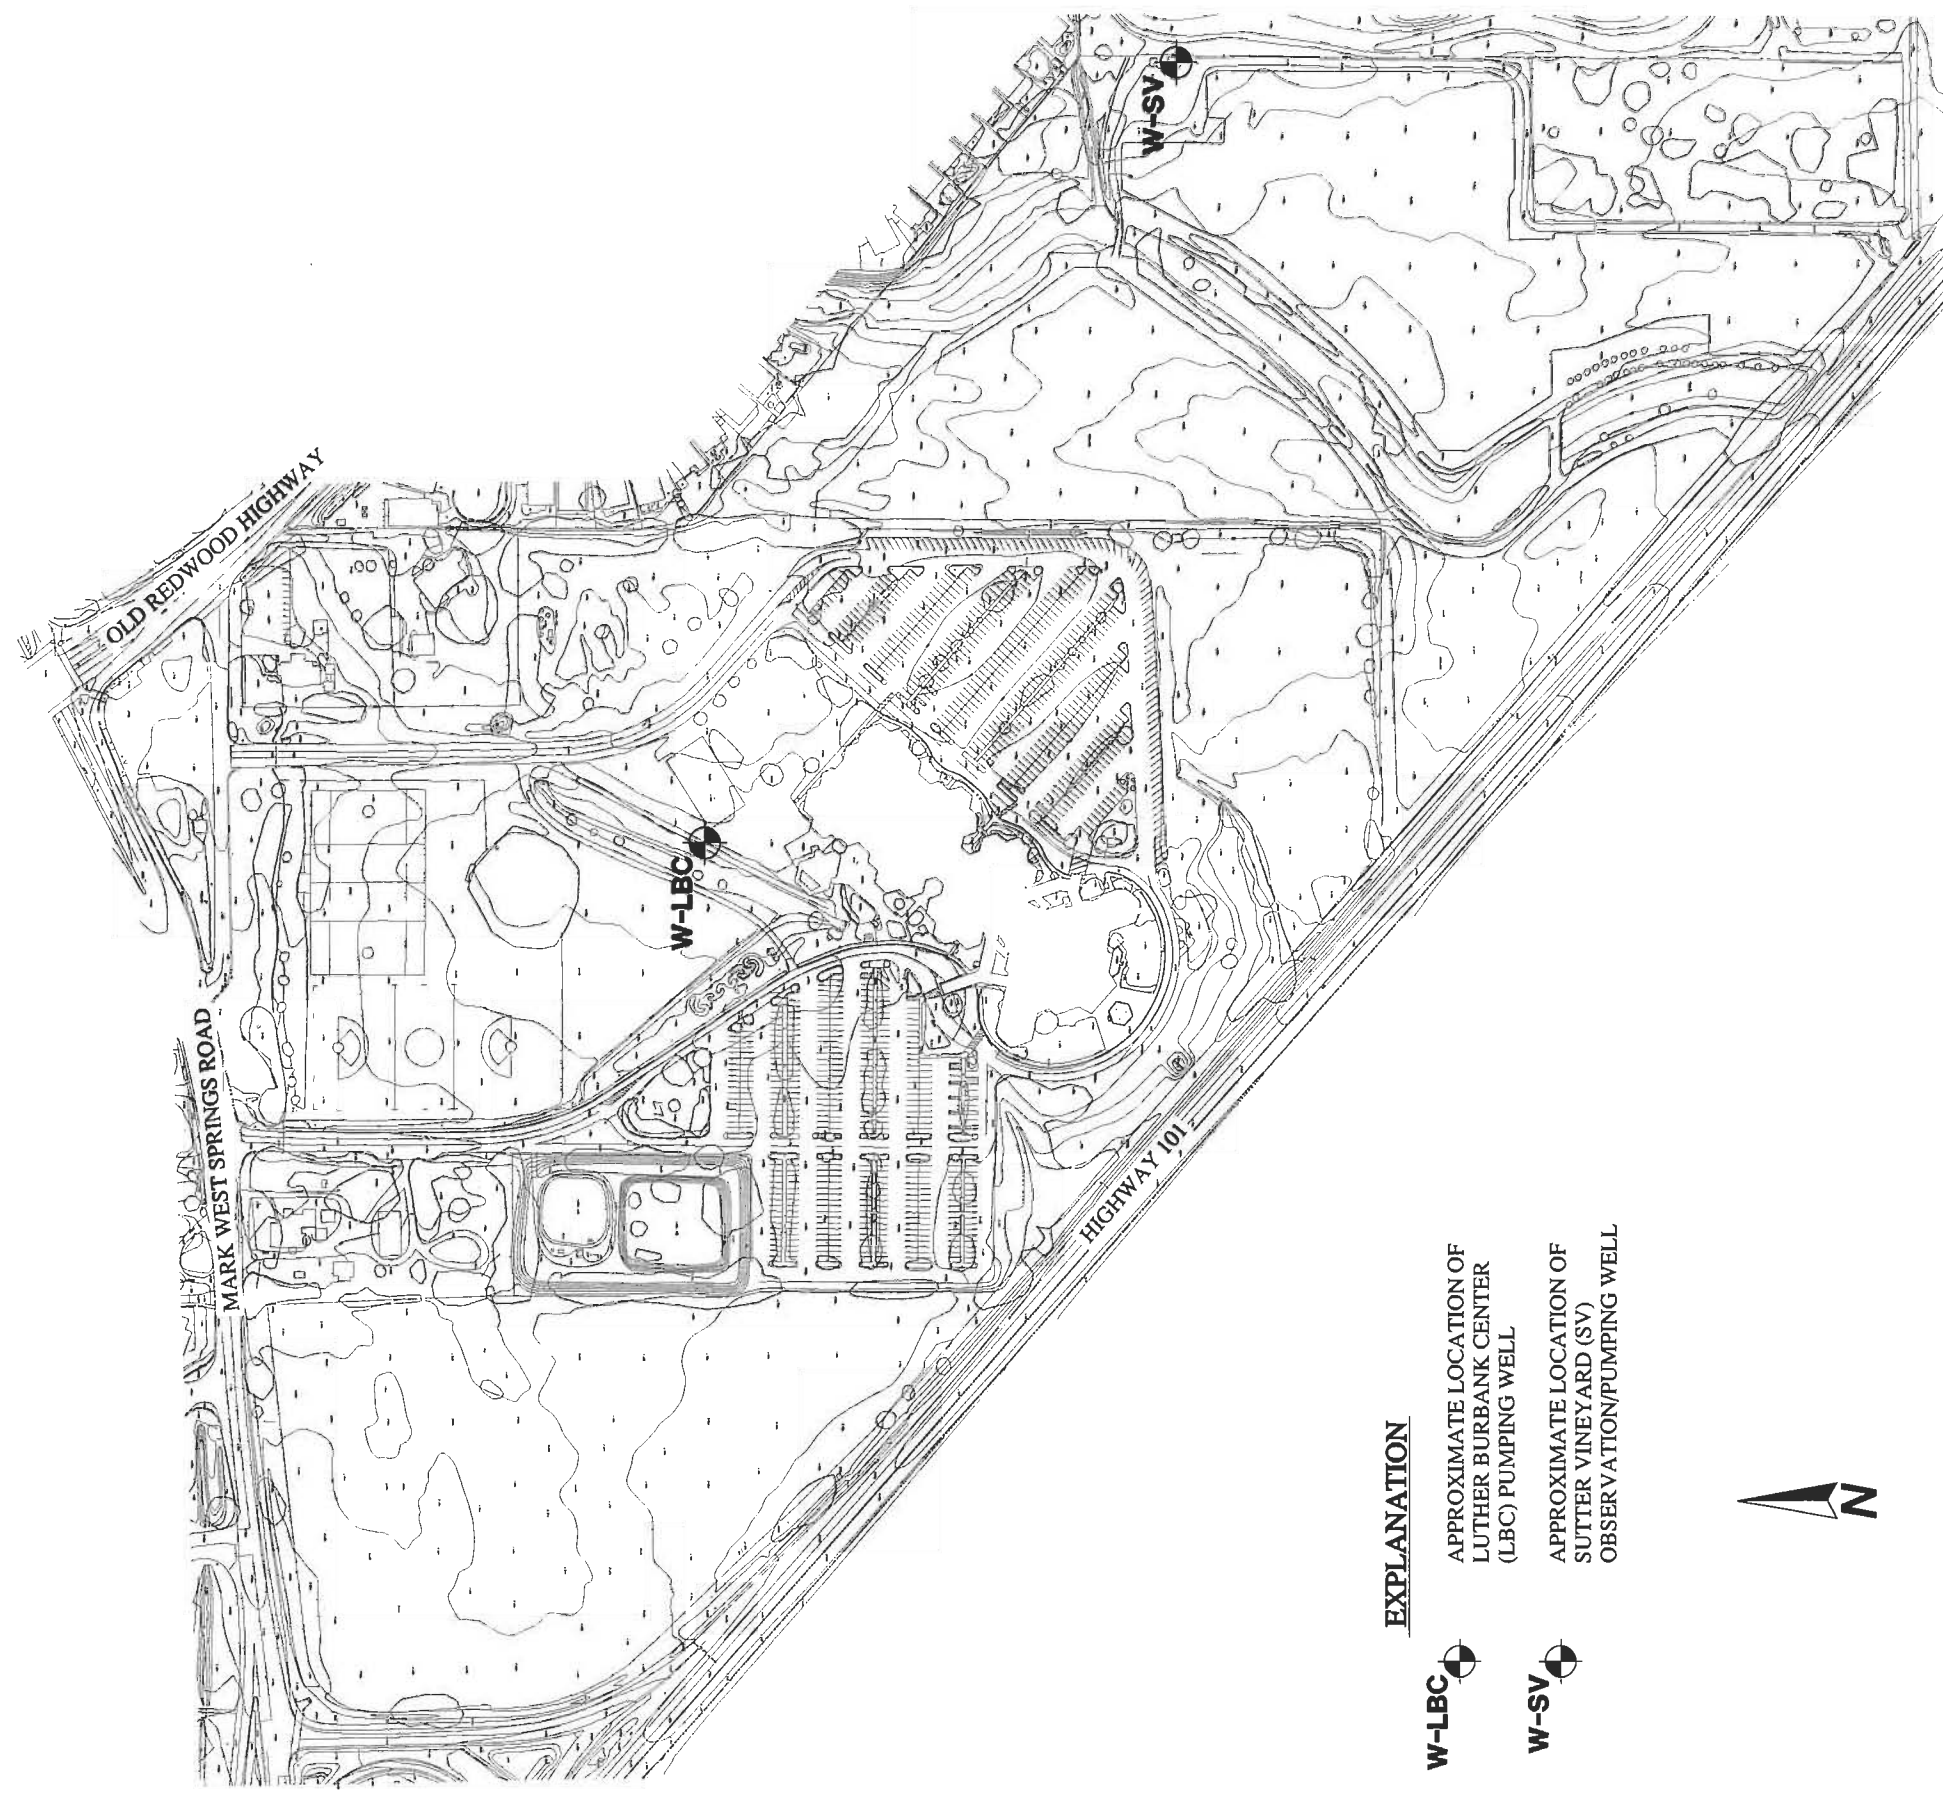 OLD REDWOOD HIGHWAY
MARK WEST SPRINGS ROAD
W-LBC
W-SV
HIGHWAY 101
EXPLANATION
W-LBC
APPROXIMATE LOCATION OF
LUTHER BURBANK CENTER
(LBC) PUMPING WELL
W-SV
APPROXIMATE LOCATION OF
SUTTER VINEYARD (SV)
OBSERVATION/PUMPING WELL
N